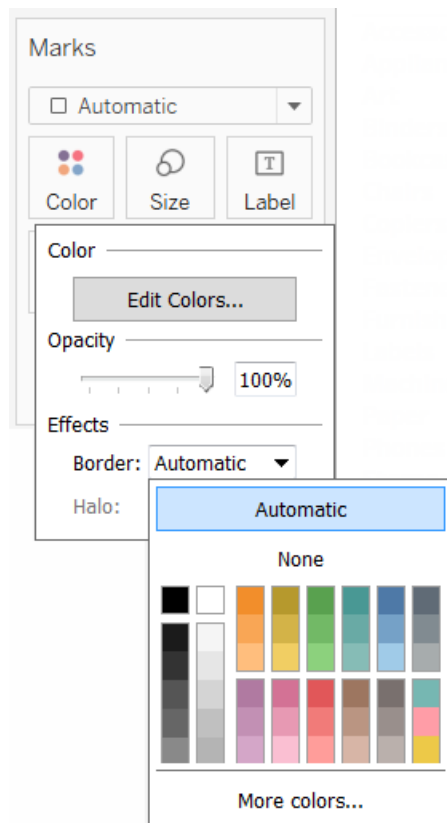 Marks
Automatic
Color Size Label
Color
Edit Colors...
Opacity
100%
Effects
Border: Automatic
Halo:
Automatic
None
More colors...